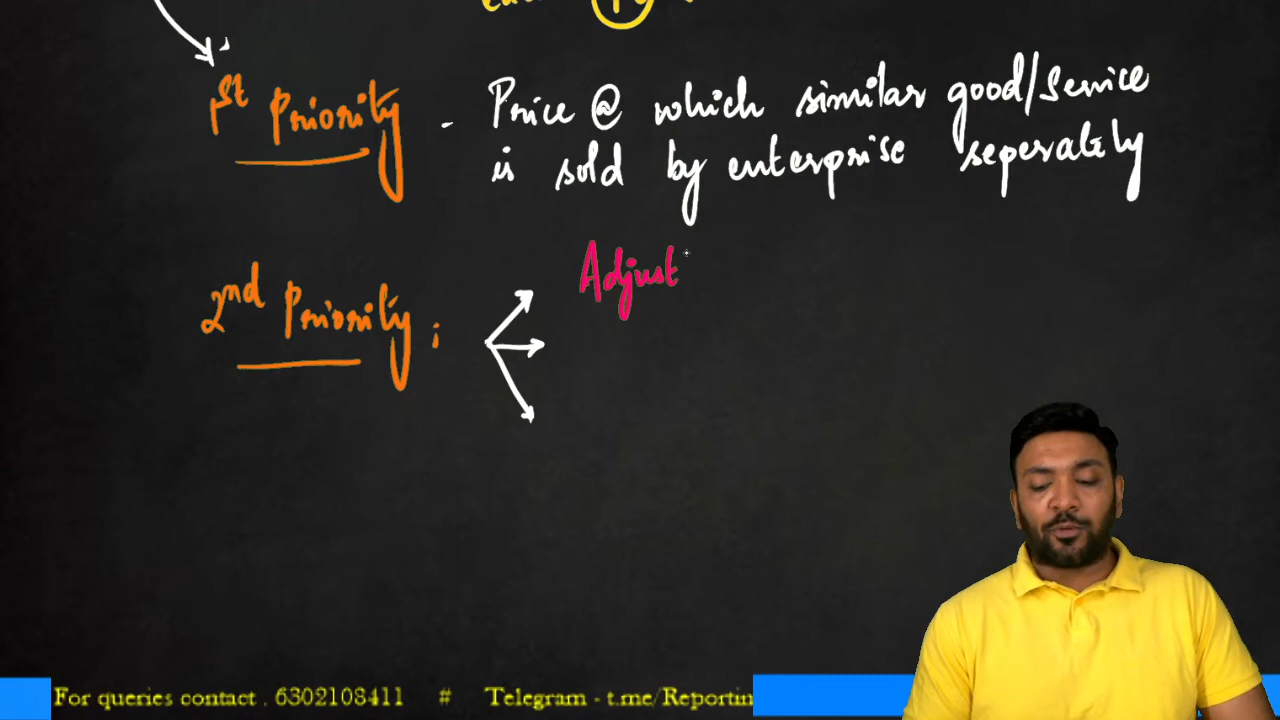 1st Priority - Price @ which similar good/service
is sold by enterprise seperately
Adjust
2nd Priority :
For queries contact . 6302108411 # Telegram - t.me/Reportin